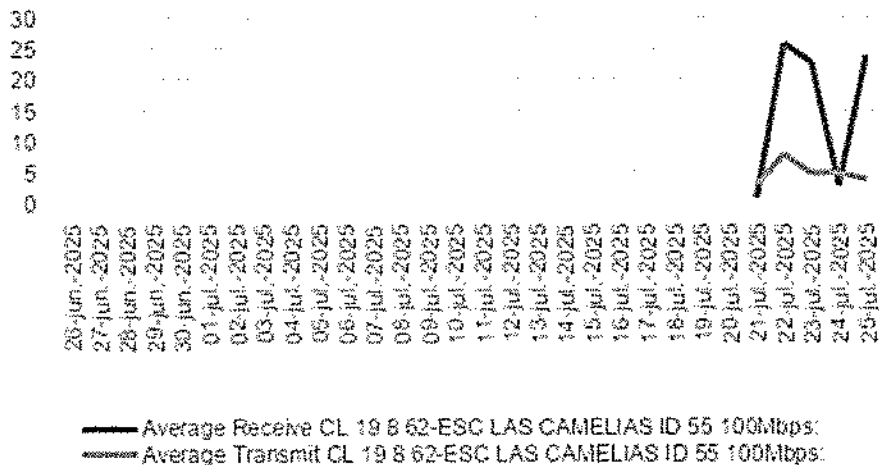 30
25
20
15
10
5
0
26-jun.-2025
27-jun.-2025
28-jun.-2025
29-jun.-2025
30-jun.-2025
01-jul.-2025
02-jul.-2025
03-jul.-2025
04-jul.-2025
05-jul.-2025
06-jul.-2025
07-jul.-2025
08-jul.-2025
09-jul.-2025
10-jul.-2025
11-jul.-2025
12-jul.-2025
13-jul.-2025
14-jul.-2025
15-jul.-2025
16-jul.-2025
17-jul.-2025
18-jul.-2025
19-jul.-2025
20-jul.-2025
21-jul.-2025
22-jul.-2025
23-jul.-2025
24-jul.-2025
25-jul.-2025
Average Receive CL 19 8 62-ESC LAS CAMELIAS ID 55 100Mbps:
Average Transmit CL 19 8 62-ESC LAS CAMELIAS ID 55 100Mbps: